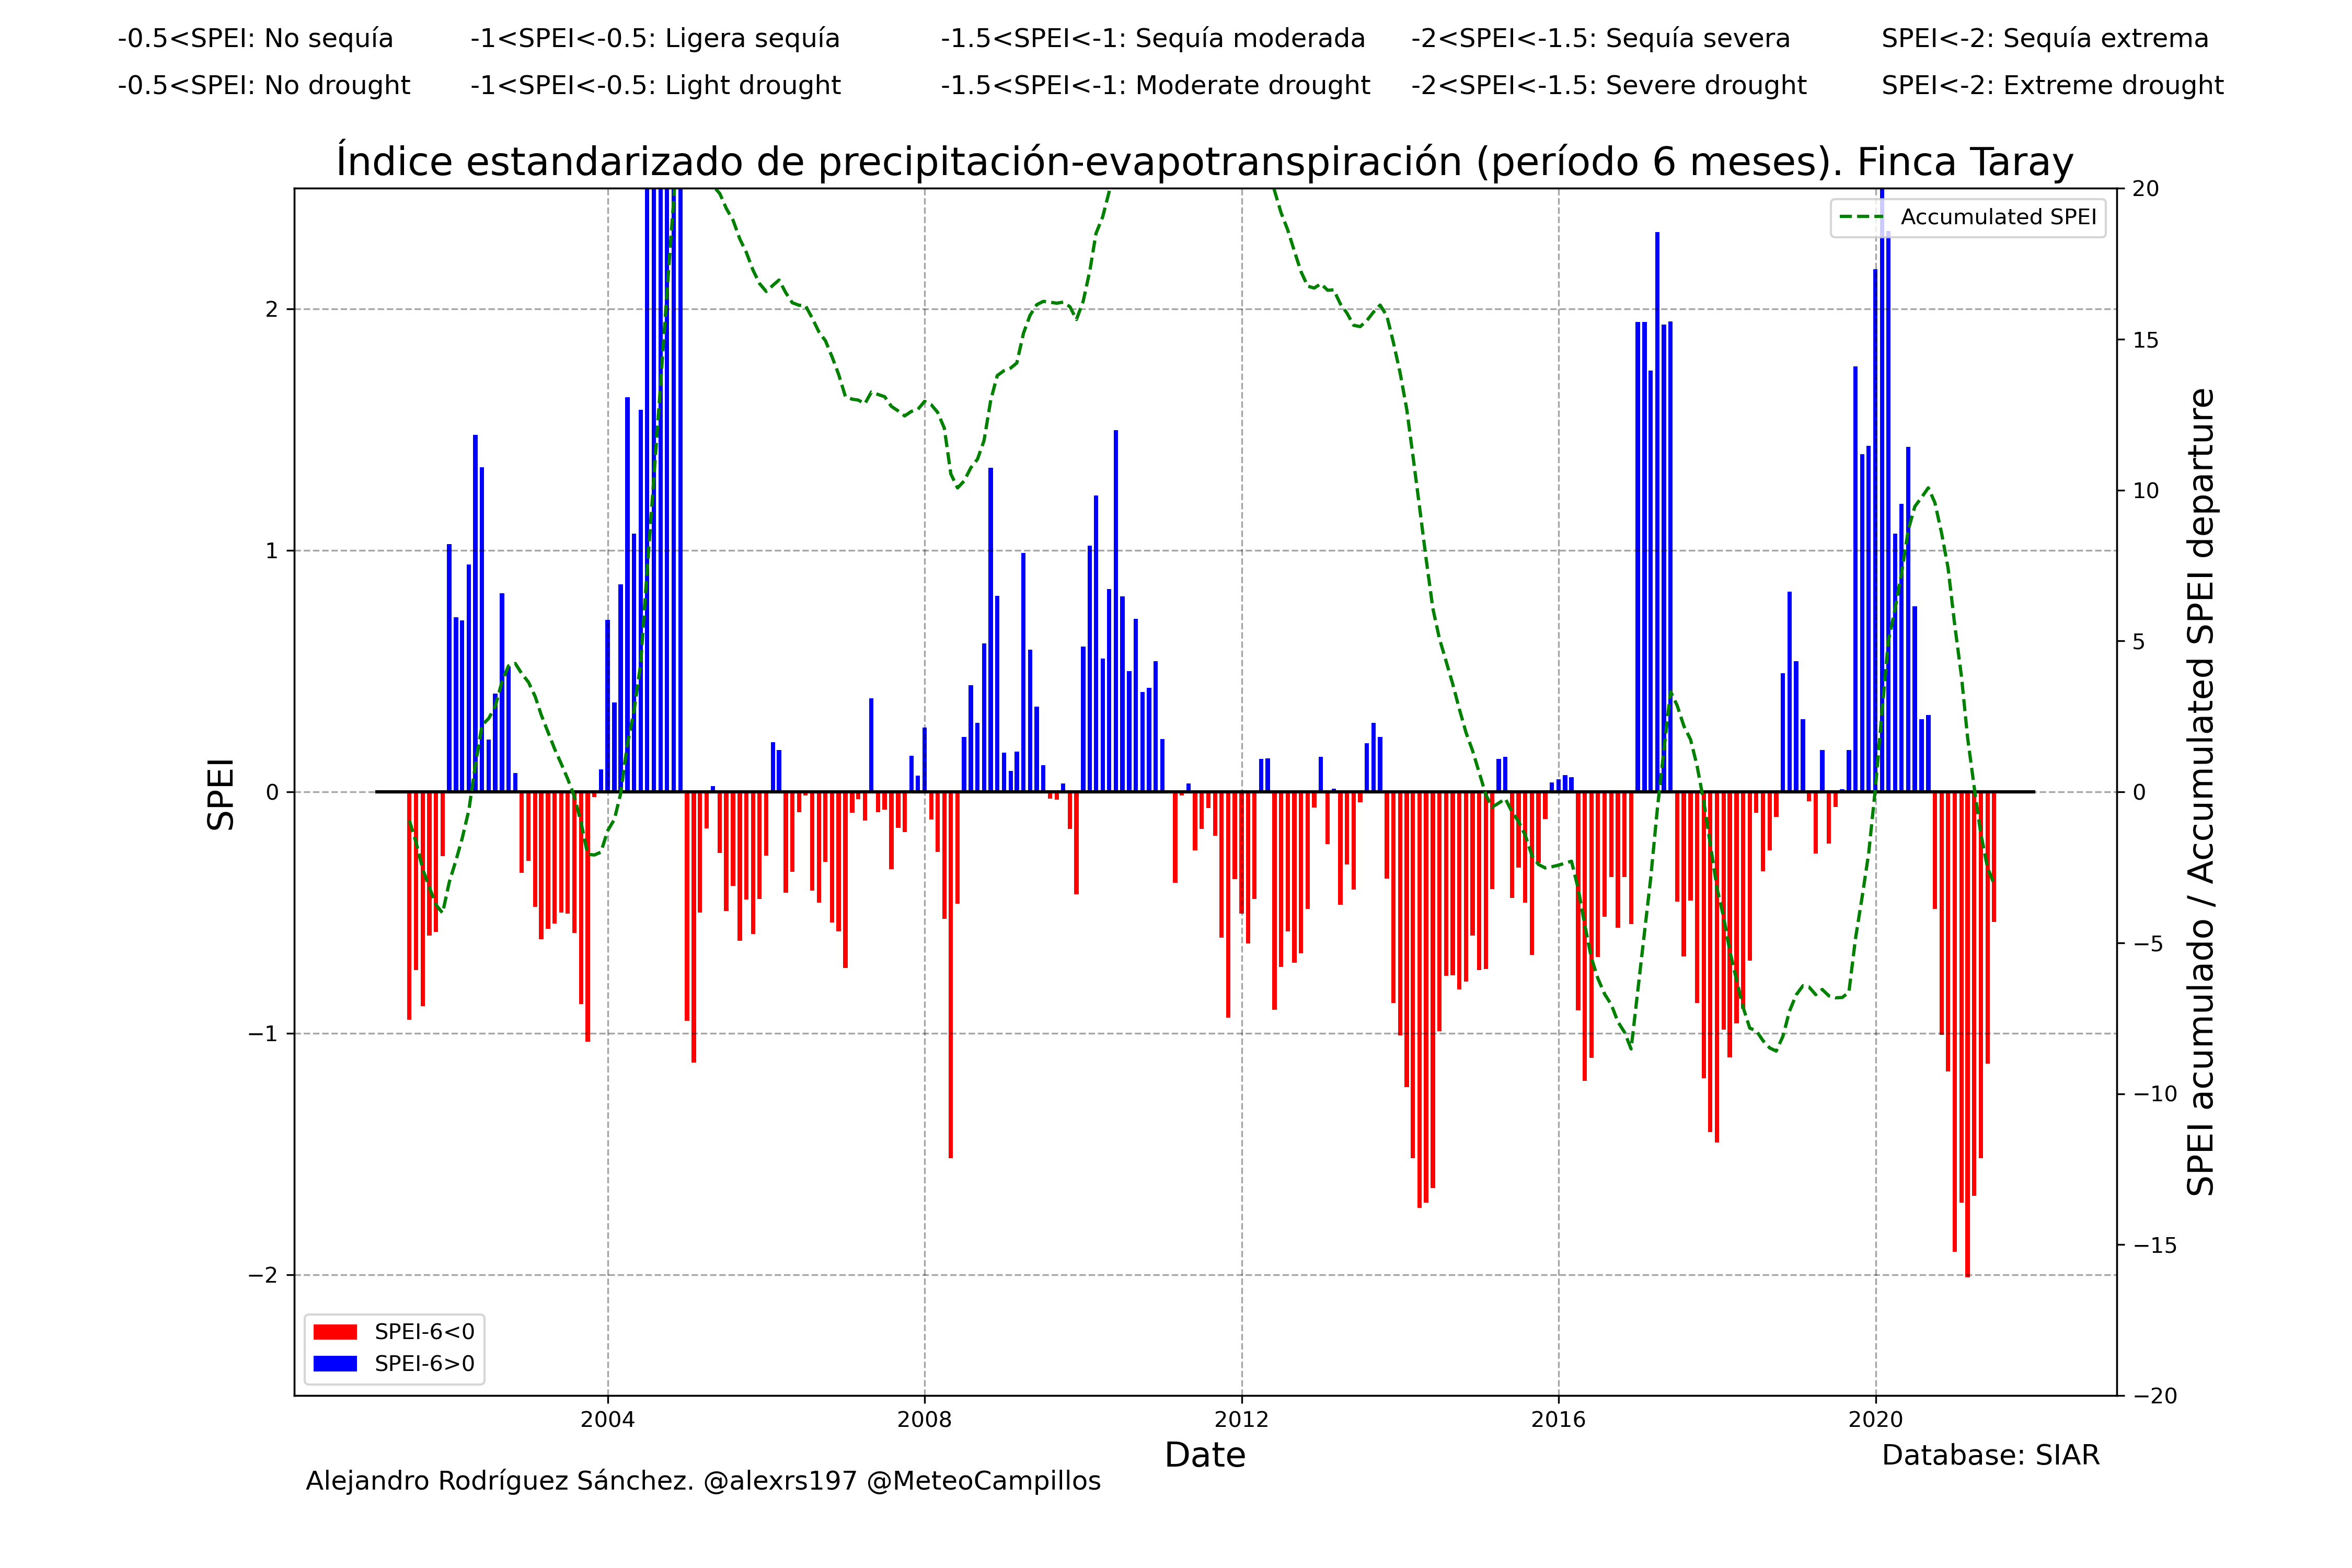 -0.5<SPEI: No sequía
-1<SPEI<-0.5: Ligera sequía
-1.5<SPEI<-1: Sequía moderada
-2<SPEI<-1.5: Sequía severa
SPEI<-2: Sequía extrema
-0.5<SPEI: No drought
-1<SPEI<-0.5: Light drought
-1.5<SPEI<-1: Moderate drought
-2<SPEI<-1.5: Severe drought
SPEI<-2: Extreme drought
Índice estandarizado de precipitación-evapotranspiración (período 6 meses). Finca Taray
Accumulated SPEI
SPEI
2
1
0
−1
−2
20
15
10
5
0
−5
−10
−15
−20
SPEI acumulado / Accumulated SPEI departure
SPEI-6<0
SPEI-6>0
2004
2008
2012
2016
2020
Date
Database: SIAR
Alejandro Rodríguez Sánchez. @alexrs197 @MeteoCampillos